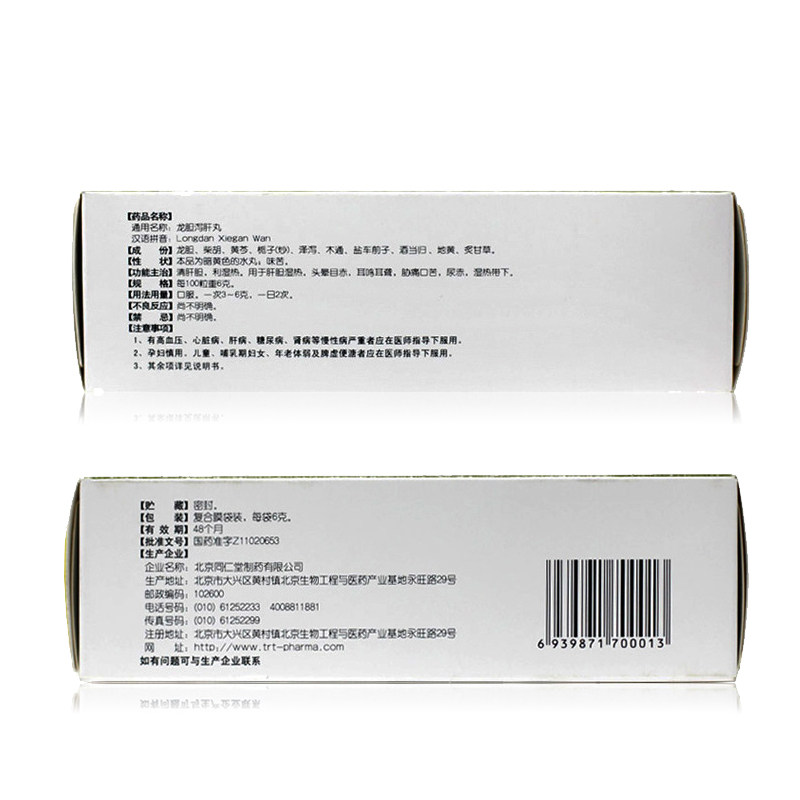 【药品名称】
通用名称：龙胆泻肝丸
汉语拼音：Longdan Xiegan Wan
【成　份】龙胆、柴胡、黄芩、栀子(炒)、泽泻、木通、盐车前子、酒当归、地黄、炙甘草。
【性　状】本品为暗黄色的水丸；味苦。
【功能主治】清肝胆，利湿热。用于肝胆湿热，头晕目赤，耳鸣耳聋，胁痛口苦，尿赤，湿热带下。
【规　格】每100粒重6克。
【用法用量】口服。一次3~6克，一日2次。
【不良反应】尚不明确。
【禁　忌】尚不明确。
【注意事项】
1、有高血压、心脏病、肝病、糖尿病、肾病等慢性病严重者应在医师指导下服用。
2、孕妇慎用。儿童、哺乳期妇女、年老体弱及脾虚便溏者应在医师指导下服用。
3、其余项详见说明书。
【贮　藏】密封。
【包　装】复合膜袋装，每袋6克。
【有 效 期】48个月
【批准文号】国药准字Z11020653
【生产企业】
企业名称：北京同仁堂制药有限公司
生产地址：北京市大兴区黄村镇北京生物工程与医药产业基地永旺路29号
邮政编码：102600
电话号码：(010) 61252233　4008811881
传真号码：(010) 61252299
注册地址：北京市大兴区黄村镇北京生物工程与医药产业基地永旺路29号
网　址：http://www.trt-pharma.com
如有问题可与生产企业联系
6 939871 700013